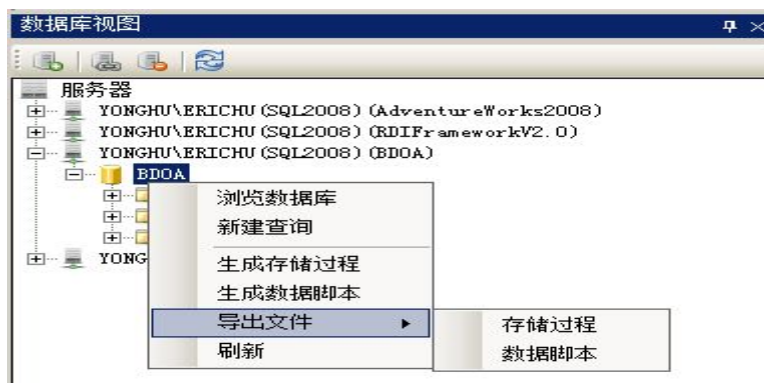 数据库视图
服务器
YONGHU\ERICHU(SQL2008)(AdventureWorks2008)
YONGHU\ERICHU(SQL2008)(RDIFrameworkV2.0)
YONGHU\ERICHU(SQL2008)(BDOA)
BDOA
浏览数据库
新建查询
YONG
生成存储过程
生成数据脚本
导出文件
存储过程
刷新
数据脚本